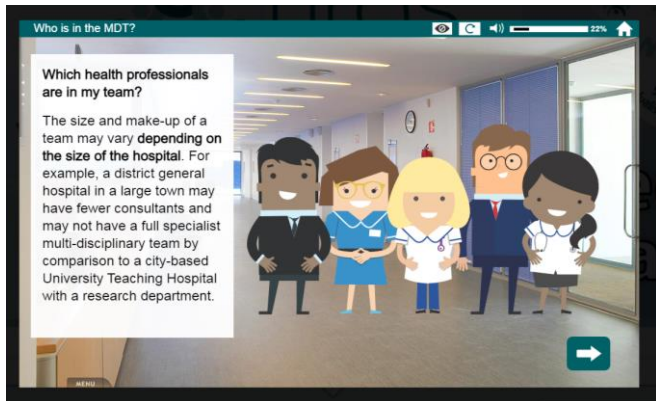 Who is in the MDT?
22%
Which health professionals
are in my team?
The size and make-up of a
team may vary depending on
the size of the hospital. For
example, a district general
hospital in a large town may
have fewer consultants and
may not have a full specialist
multi-disciplinary team by
comparison to a city-based
University Teaching Hospital
with a research department.
MENU